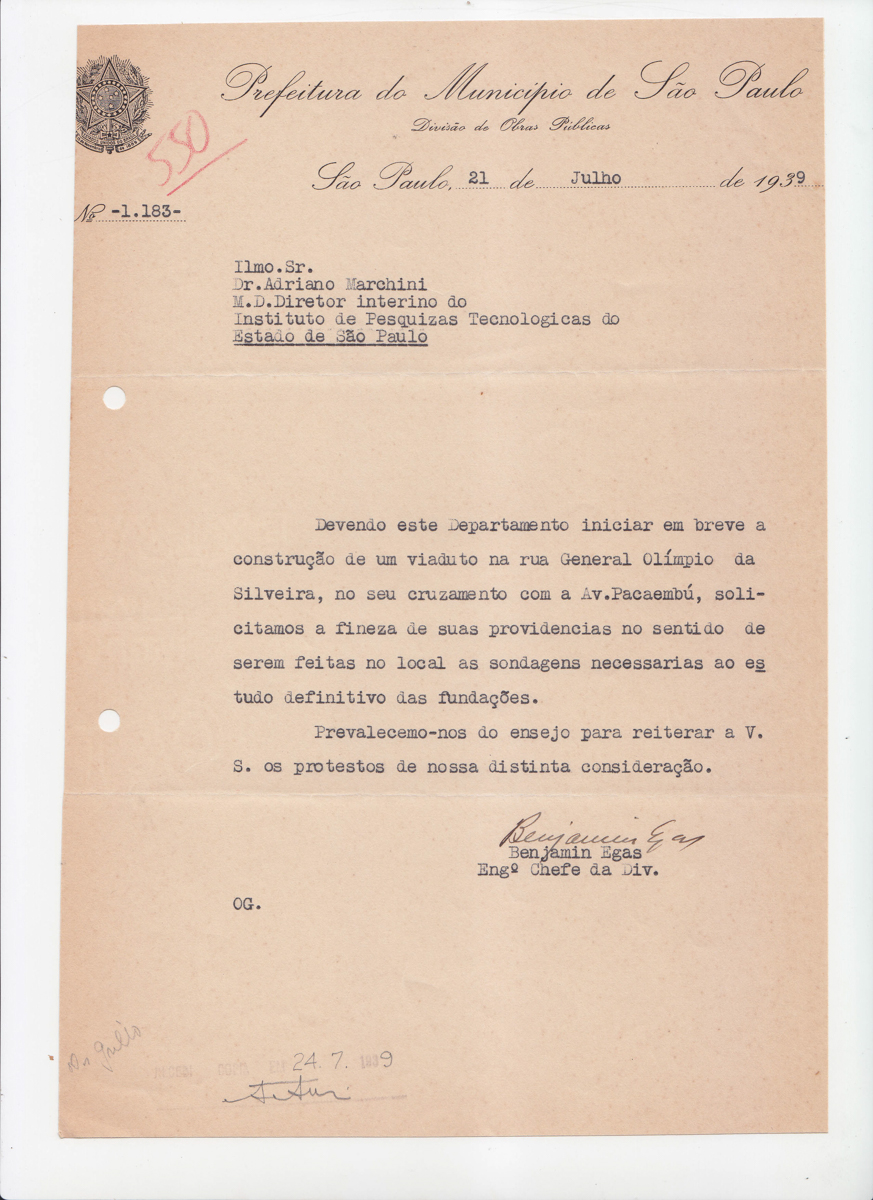 Prefeitura do Município de São Paulo
Divisão de Obras Públicas
550
São Paulo, 21 de Julho de 1939
Nº -1.183-
Ilmo.Sr.
Dr.Adriano Marchini
M.D.Diretor interino do
Instituto de Pesquizas Tecnologicas do
Estado de São Paulo
Devendo este Departamento iniciar em breve a
construção de um viaduto na rua General Olímpio da
Silveira, no seu cruzamento com a Av.Pacaembú, soli-
citamos a fineza de suas providencias no sentido de
serem feitas no local as sondagens necessarias ao es
tudo definitivo das fundações.
Prevalecemo-nos do ensejo para reiterar a V.
S. os protestos de nossa distinta consideração.
Benjamin Egas
Benjamin Egas
Engº Chefe da Div.
OG.
24.7.1939